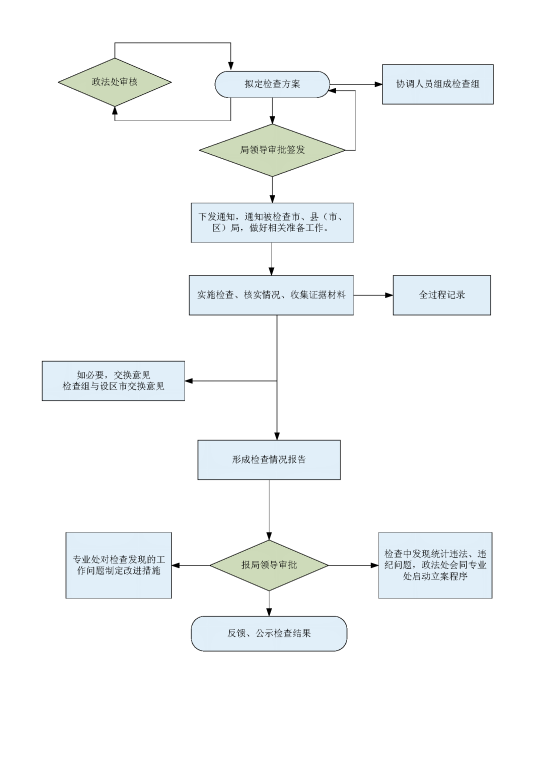 政法处审核
拟定检查方案
协调人员组成检查组
局领导审批签发
下发通知，通知被检查市、县（市、
区）局，做好相关准备工作。
实施检查、核实情况、收集证据材料
全过程记录
如必要，交换意见
检查组与设区市交换意见
形成检查情况报告
专业处对检查发现的工
作问题制定改进措施
报局领导审批
检查中发现统计违法、违
纪问题，政法处会同专业
处启动立案程序
反馈、公示检查结果